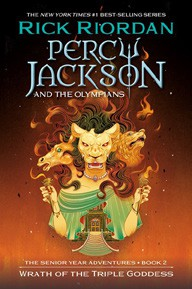 THE NEW YORK TIMES #1 BEST-SELLING SERIES
RICK RIORDAN
PERCY
JACKSON
AND THE OLYMPIANS
THE SENIOR YEAR ADVENTURES • BOOK 2
WRATH OF THE TRIPLE GODDESS